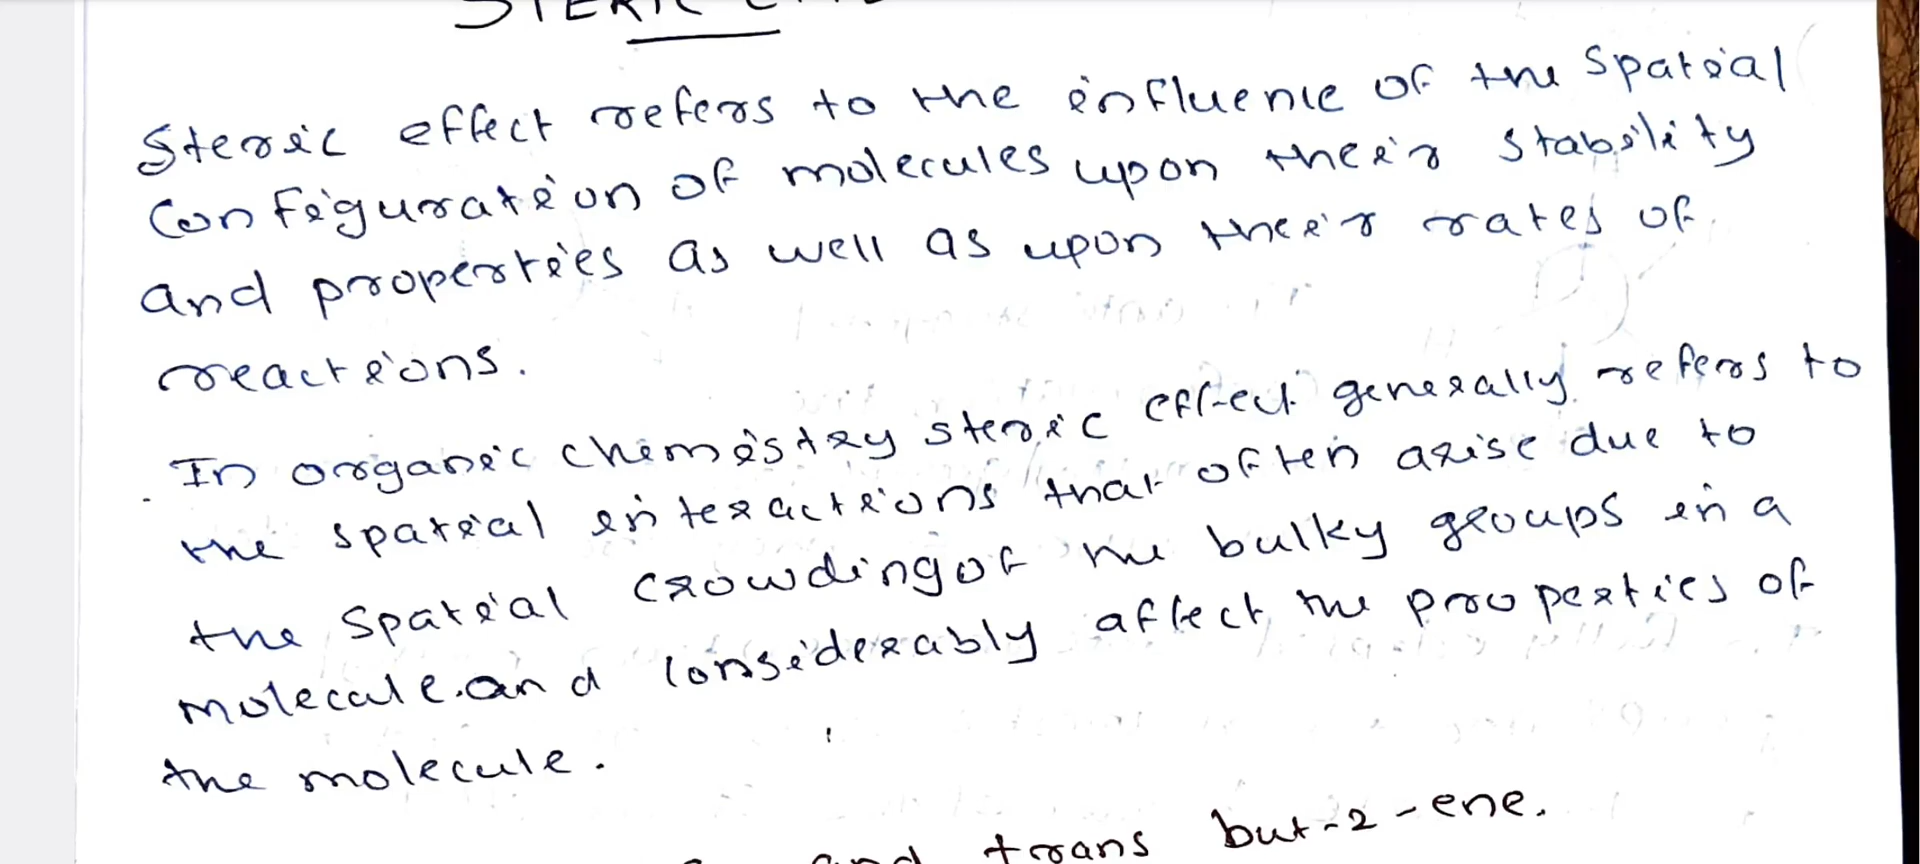 STERIC
Steric effect refers to the influence of the Spatial
Configuration of molecules upon their stability
and properties as well as upon their rates of
reactions.
In organic chemistry steric effect generally refers to
the spatial interactions that often arise due to
the spatial crowding of the bulky groups in a
molecule. and considerably affect the properties of
the molecule.
and trans but-2-ene.